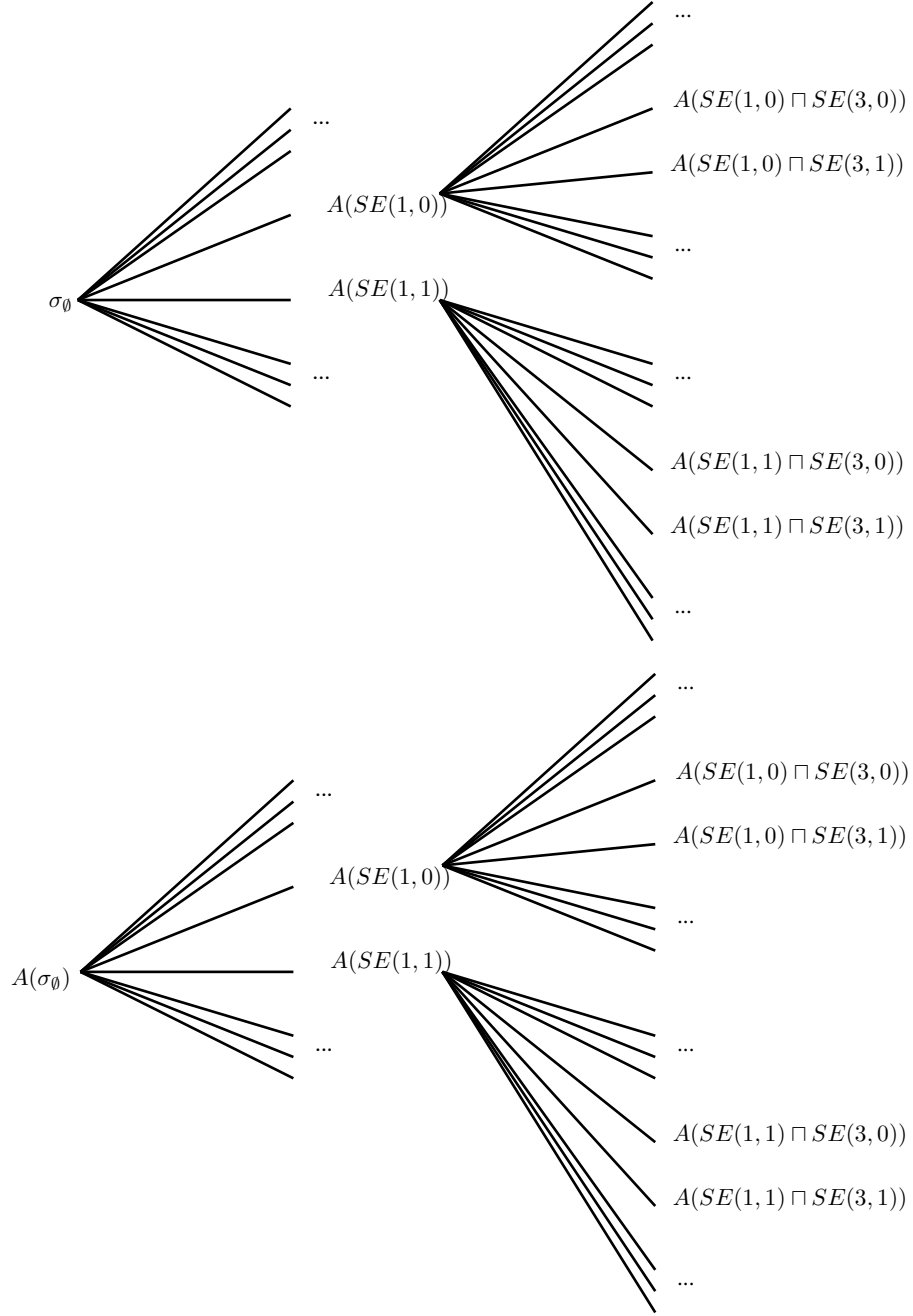 ...
A(SE(1, 0) ⊓ SE(3, 0))
...
A(SE(1, 0) ⊓ SE(3, 1))
A(SE(1, 0))
...
A(SE(1, 1))
σ∅
...
...
A(SE(1, 1) ⊓ SE(3, 0))
A(SE(1, 1) ⊓ SE(3, 1))
...
...
A(SE(1, 0) ⊓ SE(3, 0))
...
A(SE(1, 0) ⊓ SE(3, 1))
A(SE(1, 0))
...
A(SE(1, 1))
A(σ∅)
...
...
A(SE(1, 1) ⊓ SE(3, 0))
A(SE(1, 1) ⊓ SE(3, 1))
...